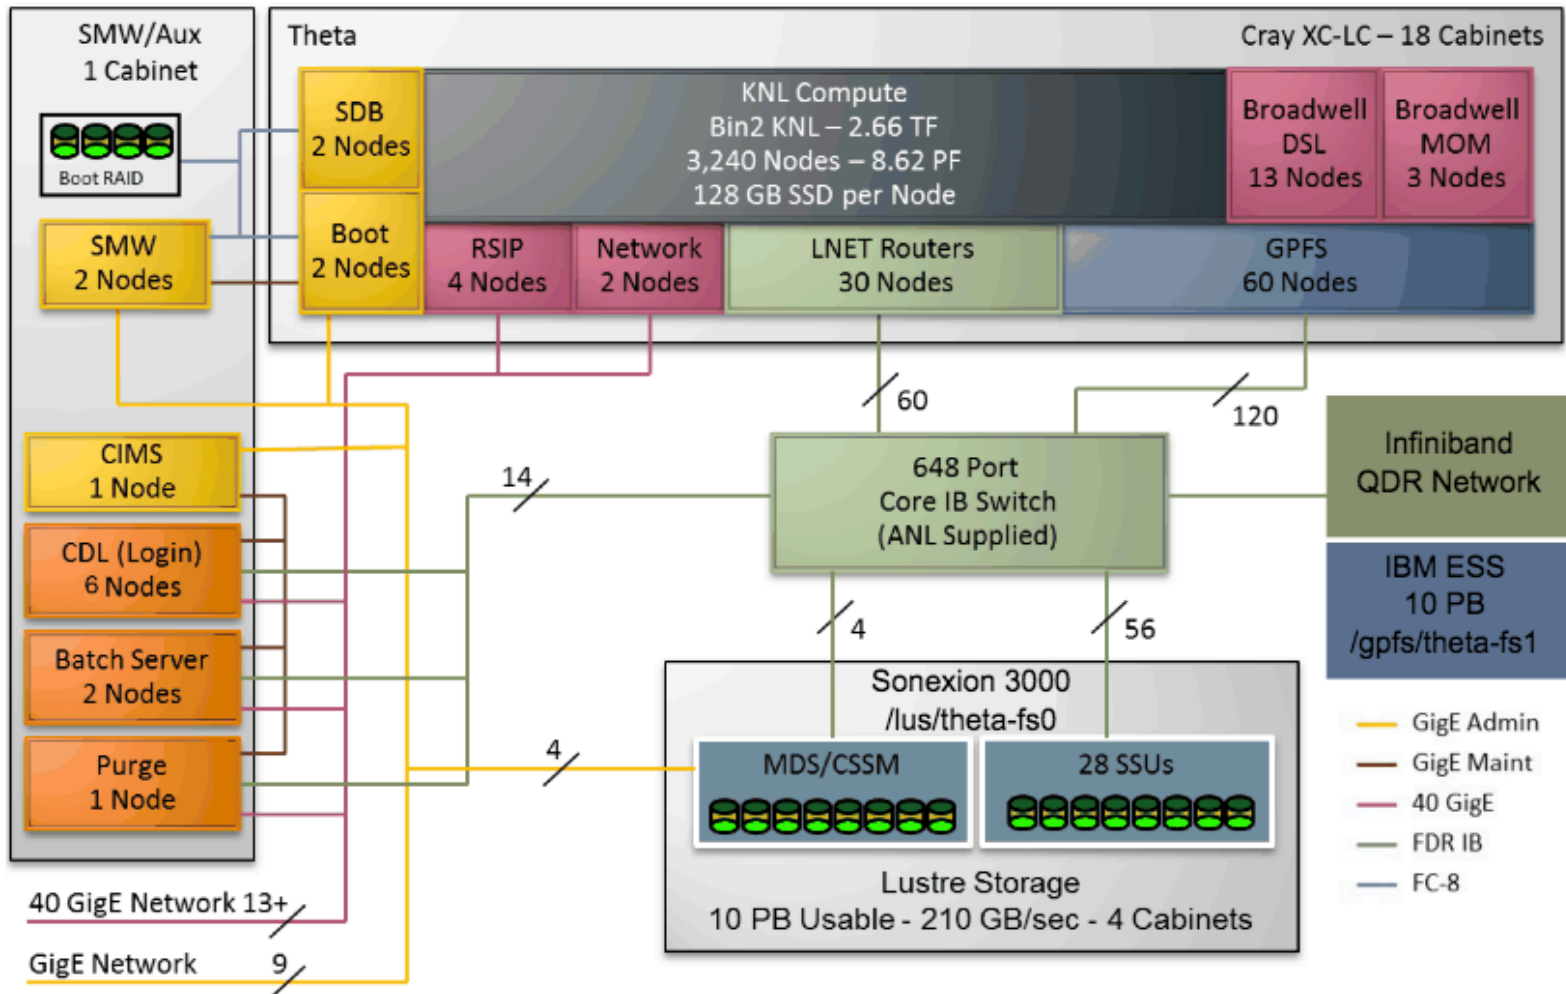 SMW/Aux
1 Cabinet
Boot RAID
SMW
2 Nodes
CIMS
1 Node
CDL (Login)
6 Nodes
Batch Server
2 Nodes
Purge
1 Node
40 GigE Network 13+
GigE Network 9
Theta
Cray XC-LC – 18 Cabinets
SDB
2 Nodes
Boot
2 Nodes
KNL Compute
Bin2 KNL – 2.66 TF
3,240 Nodes – 8.62 PF
128 GB SSD per Node
Broadwell
DSL
13 Nodes
Broadwell
MOM
3 Nodes
RSIP
4 Nodes
Network
2 Nodes
LNET Routers
30 Nodes
GPFS
60 Nodes
60
120
14
648 Port
Core IB Switch
(ANL Supplied)
Infiniband
QDR Network
IBM ESS
10 PB
/gpfs/theta-fs1
4
56
4
Sonexion 3000
/lus/theta-fs0
MDS/CSSM
28 SSUs
Lustre Storage
10 PB Usable - 210 GB/sec - 4 Cabinets
GigE Admin
GigE Maint
40 GigE
FDR IB
FC-8